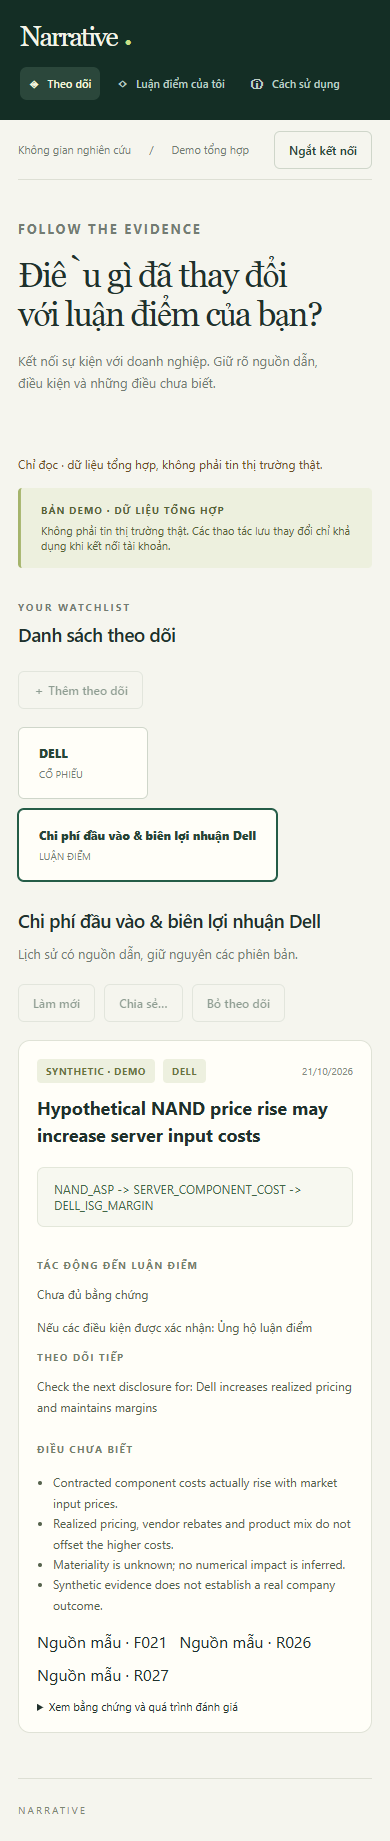 Narrative .
Theo dõi
Luận điểm của tôi
Cách sử dụng
Không gian nghiên cứu / Demo tổng hợp
Ngắt kết nối
FOLLOW THE EVIDENCE
Điều gì đã thay đổi
với luận điểm của bạn?
Kết nối sự kiện với doanh nghiệp. Giữ rõ nguồn dẫn,
điều kiện và những điều chưa biết.
Chỉ đọc · dữ liệu tổng hợp, không phải tin thị trường thật.
BẢN DEMO · DỮ LIỆU TỔNG HỢP
Không phải tin thị trường thật. Các thao tác lưu thay đổi chỉ khả
dụng khi kết nối tài khoản.
YOUR WATCHLIST
Danh sách theo dõi
+ Thêm theo dõi
DELL
CỔ PHIẾU
Chi phí đầu vào & biên lợi nhuận Dell
LUẬN ĐIỂM
Chi phí đầu vào & biên lợi nhuận Dell
Lịch sử có nguồn dẫn, giữ nguyên các phiên bản.
Làm mới
Chia sẻ...
Bỏ theo dõi
SYNTHETIC · DEMO
DELL
21/10/2026
Hypothetical NAND price rise may
increase server input costs
NAND_ASP -> SERVER_COMPONENT_COST ->
DELL_ISG_MARGIN
TÁC ĐỘNG ĐẾN LUẬN ĐIỂM
Chưa đủ bằng chứng
Nếu các điều kiện được xác nhận: Ủng hộ luận điểm
THEO DÕI TIẾP
Check the next disclosure for: Dell increases realized pricing
and maintains margins
ĐIỀU CHƯA BIẾT
• Contracted component costs actually rise with market
input prices.
• Realized pricing, vendor rebates and product mix do not
offset the higher costs.
• Materiality is unknown; no numerical impact is inferred.
• Synthetic evidence does not establish a real company
outcome.
Nguồn mẫu · F021 Nguồn mẫu · R026
Nguồn mẫu · R027
▶ Xem bằng chứng và quá trình đánh giá
NARRATIVE